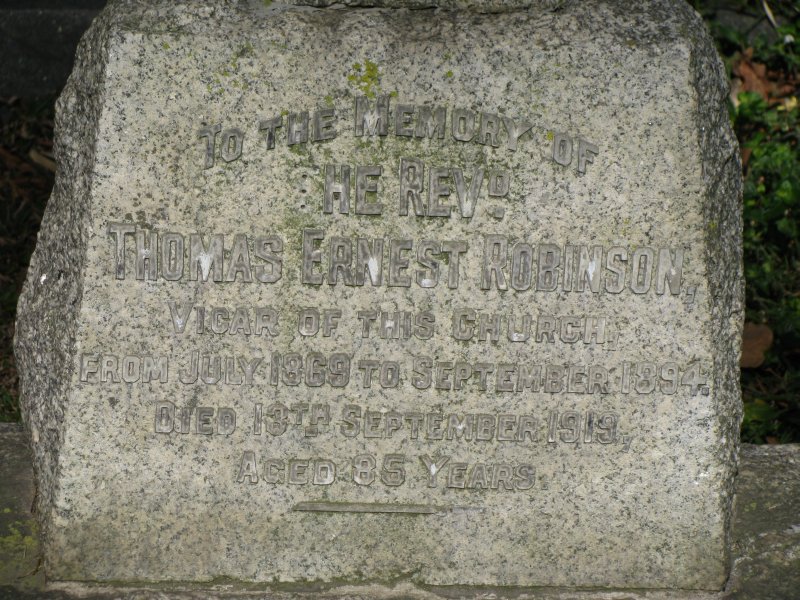 To the Memory of
THE REVD
THOMAS ERNEST ROBINSON,
VICAR OF THIS CHURCH,
FROM JULY 1869 TO SEPTEMBER 1894.
DIED 13TH SEPTEMBER 1919,
AGED 85 YEARS.